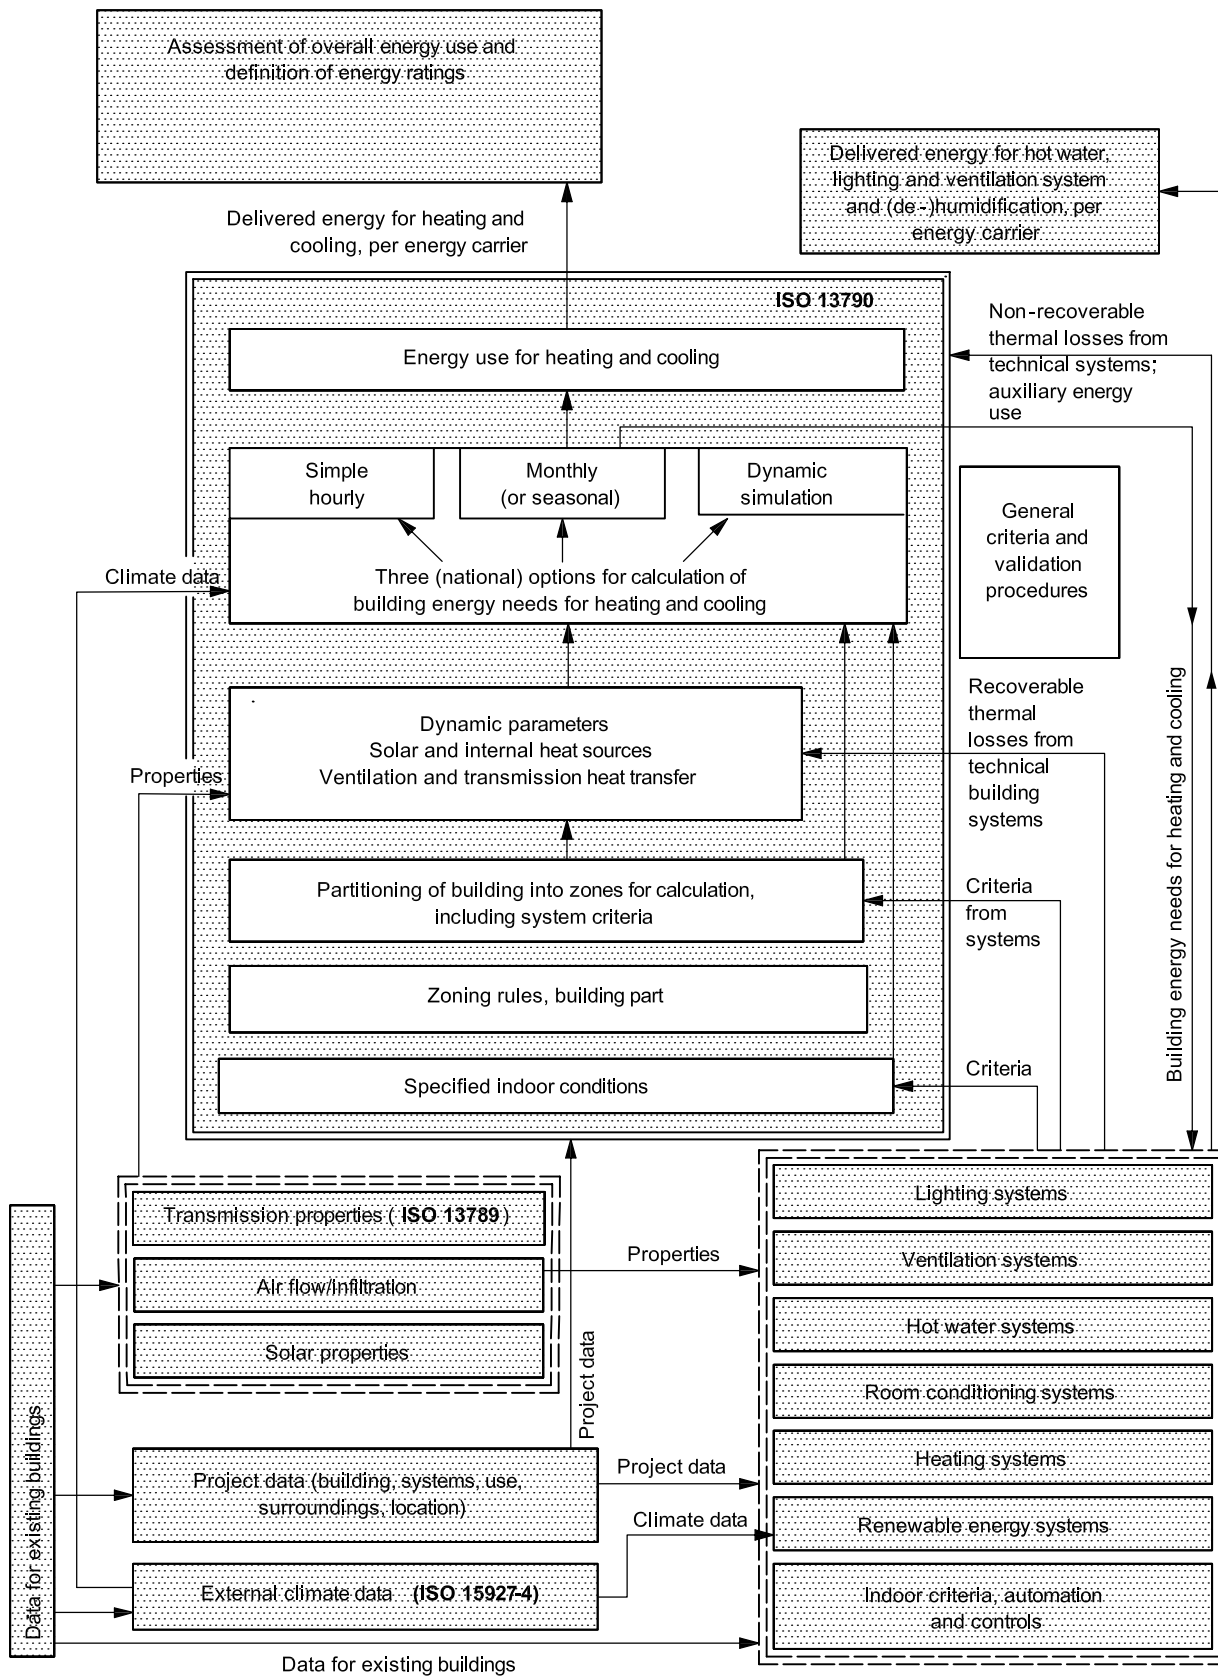 Assessment of overall energy use and
definition of energy ratings
Delivered energy for hot water,
lighting and ventilation system
and (de-)humidification, per
energy carrier
Delivered energy for heating and
cooling, per energy carrier
ISO 13790
Non-recoverable
thermal losses from
technical systems;
auxiliary energy
use
Energy use for heating and cooling
Simple
hourly
Monthly
(or seasonal)
Dynamic
simulation
General
criteria and
validation
procedures
Climate data
Three (national) options for calculation of
building energy needs for heating and cooling
Building energy needs for heating and cooling
Recoverable
thermal
losses from
technical
building
systems
Dynamic parameters
Solar and internal heat sources
Ventilation and transmission heat transfer
Properties
Partitioning of building into zones for calculation,
including system criteria
Criteria
from
systems
Zoning rules, building part
Specified indoor conditions
Criteria
Transmission properties ( ISO 13789 )
Air flow/Infiltration
Solar properties
Properties
Project data
Lighting systems
Ventilation systems
Hot water systems
Room conditioning systems
Heating systems
Renewable energy systems
Indoor criteria, automation
and controls
Data for existing buildings
Project data (building, systems, use,
surroundings, location)
Project data
Climate data
External climate data (ISO 15927-4)
Data for existing buildings